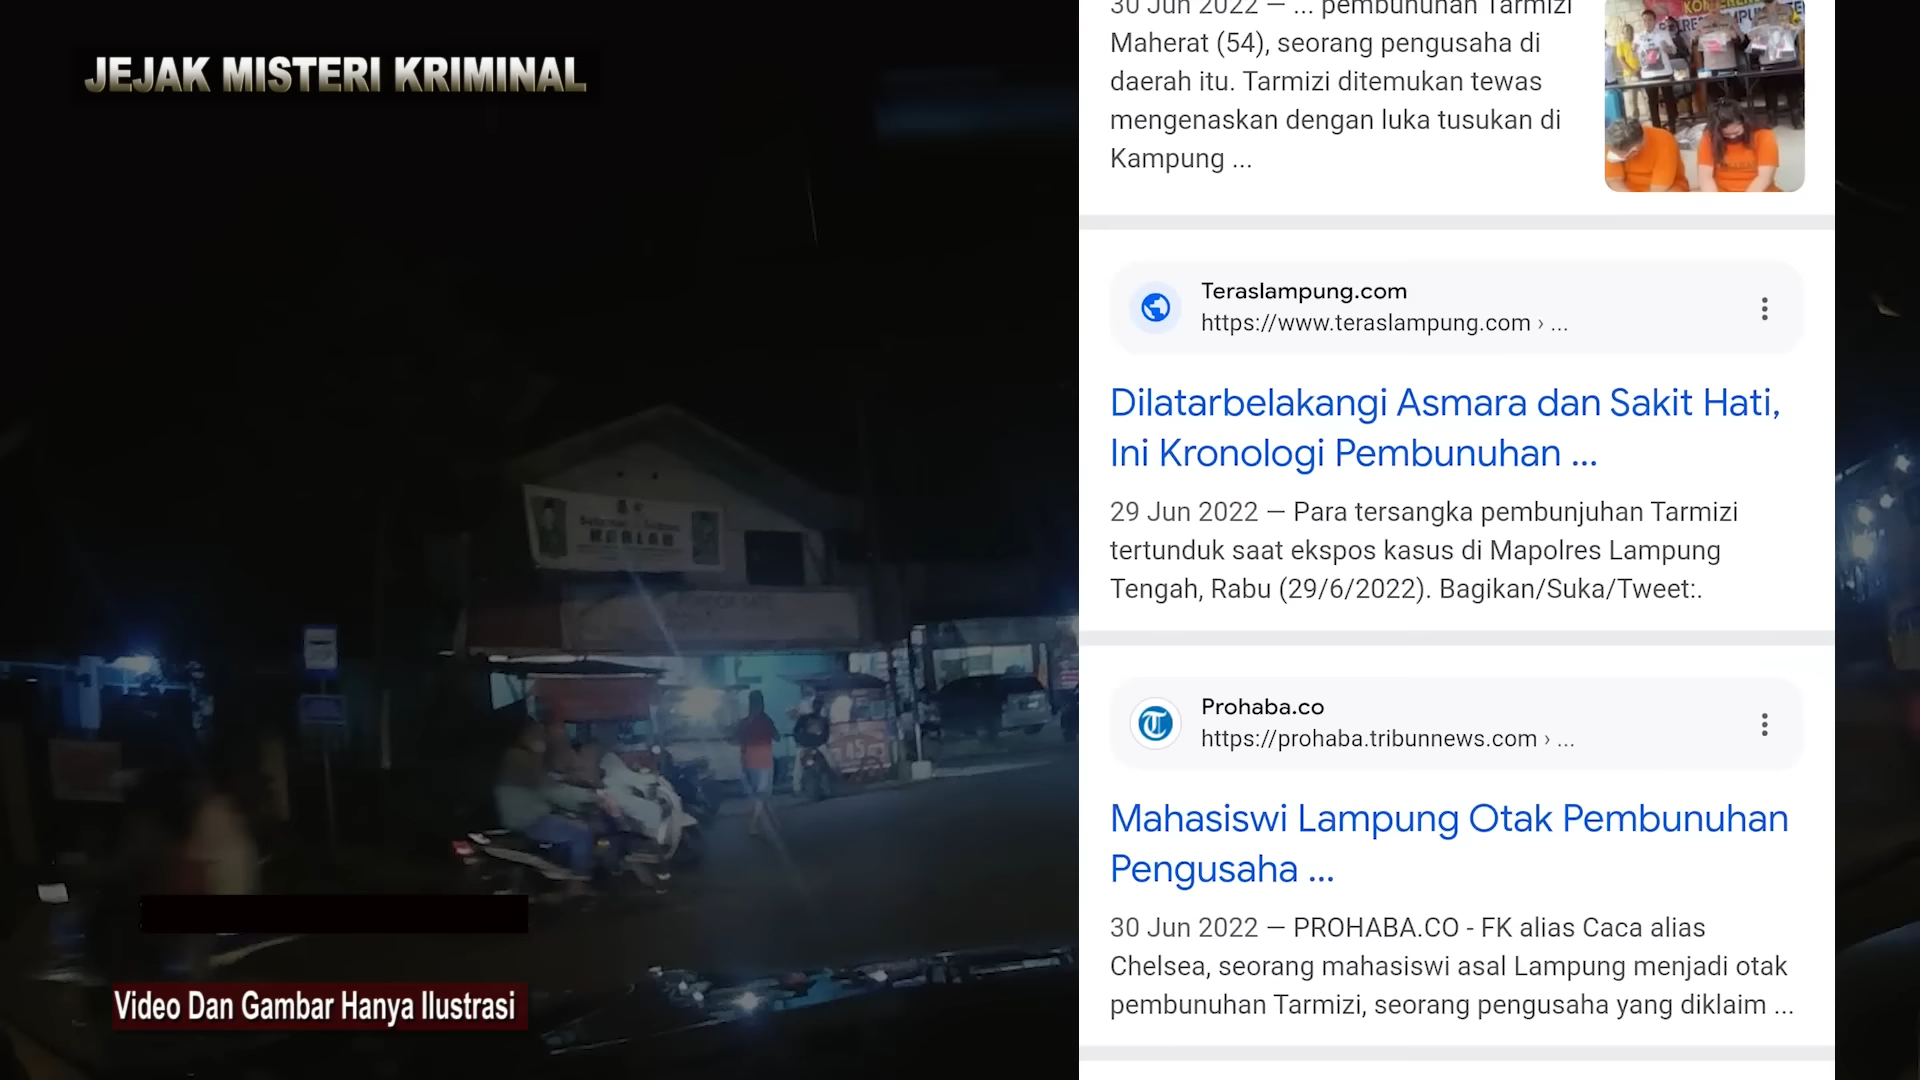 JEJAK MISTERI KRIMINAL
30 Jun 2022 — ... pembunuhan Tarmizi
Maherat (54), seorang pengusaha di
daerah itu. Tarmizi ditemukan tewas
mengenaskan dengan luka tusukan di
Kampung ...
Teraslampung.com
https://www.teraslampung.com › ...
Dilatarbelakangi Asmara dan Sakit Hati,
Ini Kronologi Pembunuhan ...
29 Jun 2022 — Para tersangka pembunjuhan Tarmizi
tertunduk saat ekspos kasus di Mapolres Lampung
Tengah, Rabu (29/6/2022). Bagikan/Suka/Tweet:.
Prohaba.co
https://prohaba.tribunnews.com › ...
Mahasiswi Lampung Otak Pembunuhan
Pengusaha ...
30 Jun 2022 — PROHABA.CO - FK alias Caca alias
Chelsea, seorang mahasiswi asal Lampung menjadi otak
pembunuhan Tarmizi, seorang pengusaha yang diklaim ...
Video Dan Gambar Hanya Ilustrasi